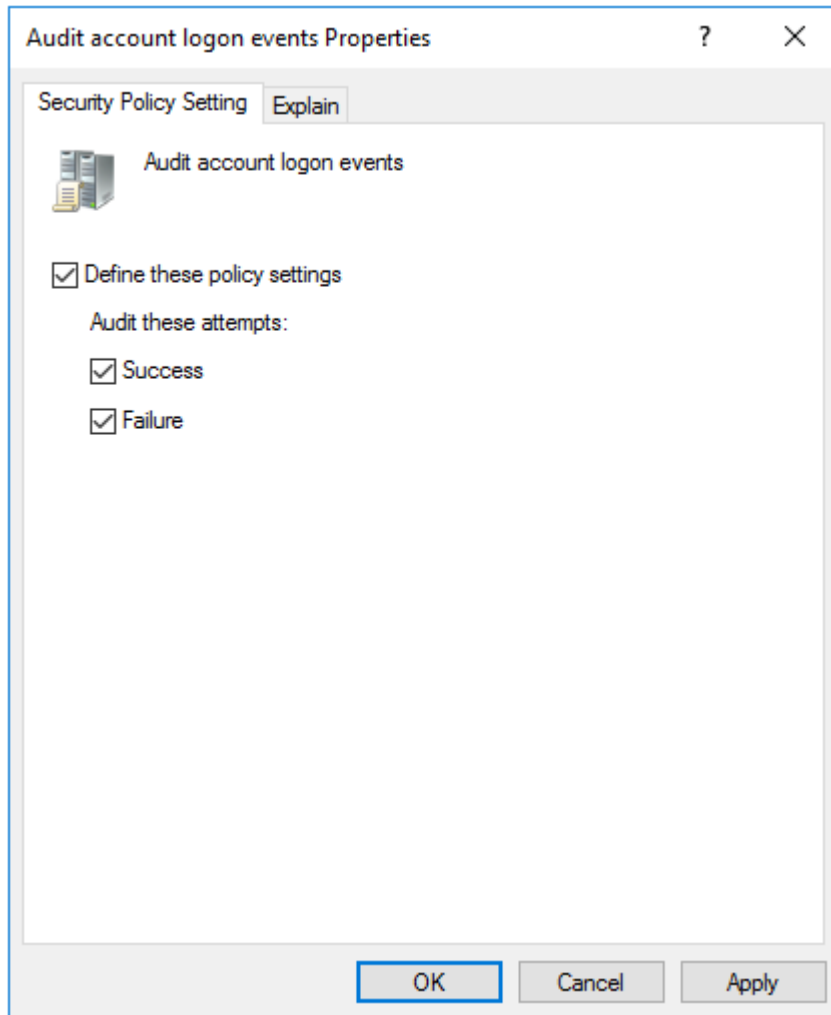 Audit account logon events Properties ?
Security Policy Setting Explain
Audit account logon events
Define these policy settings
Audit these attempts:
Success
Failure
OK Cancel Apply